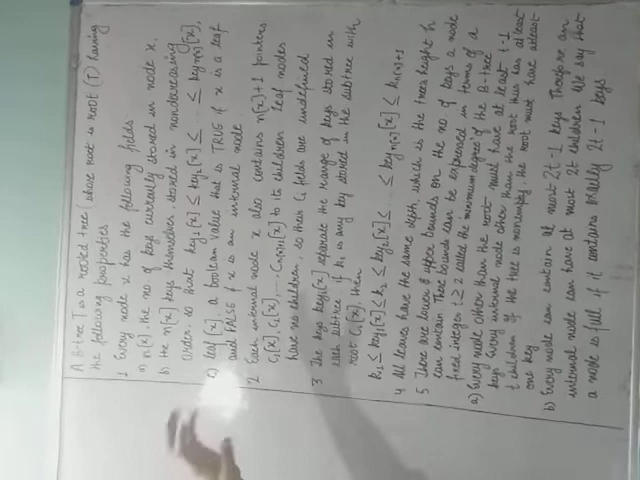 A B-tree T is a rooted tree (whose root is root (T) having
the following properties
1 Every node x has the following fields
a) n[x], the no of keys currently stored in node x.
b. the n[x] keys themselves, stored in nondecreasing
order, so that key₁[x] ≤ key₂[x] ≤ ... ≤ key n[x] [x],
c) leaf [x], a boolean value that is TRUE if x is a leaf
and FALSE if x is an internal node
2 Each internal node x also contains n[x]+1 pointers
C₁[x], C₂[x], ... Cn[x]+1 [x] to its children Leaf nodes
have no children, so their Ci fields are undefined
3 The keys keyi[x] separate the range of keys stored in
each subtree if ki is any key stored in the subtree with
root Ci[x], then
k₁ ≤ key₁[x] ≤ k₂ ≤ key₂[x] ≤ ... ≤ key n[x] [x] ≤ kn[x]+1
4 All leaves have the same depth, which is the trees height h
5 There are lower & upper bounds on the no of keys a node
can contain These bounds can be expressed in terms of a
fixed integer t ≥ 2 called the minimum degree of the B-tree
a) Every node other than the root must have at least t-1
keys Every internal node other than the root thus has at least
t children If the tree is nonempty, the root must have atleast
one key
b) Every node can contain at most 2t-1 keys Therefore an
internal node can have at most 2t children We say that
a node is full if it contains exactly 2t-1 keys